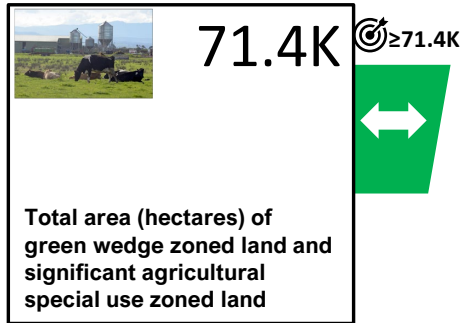 71.4K
≥71.4K
Total area (hectares) of
green wedge zoned land and
significant agricultural
special use zoned land